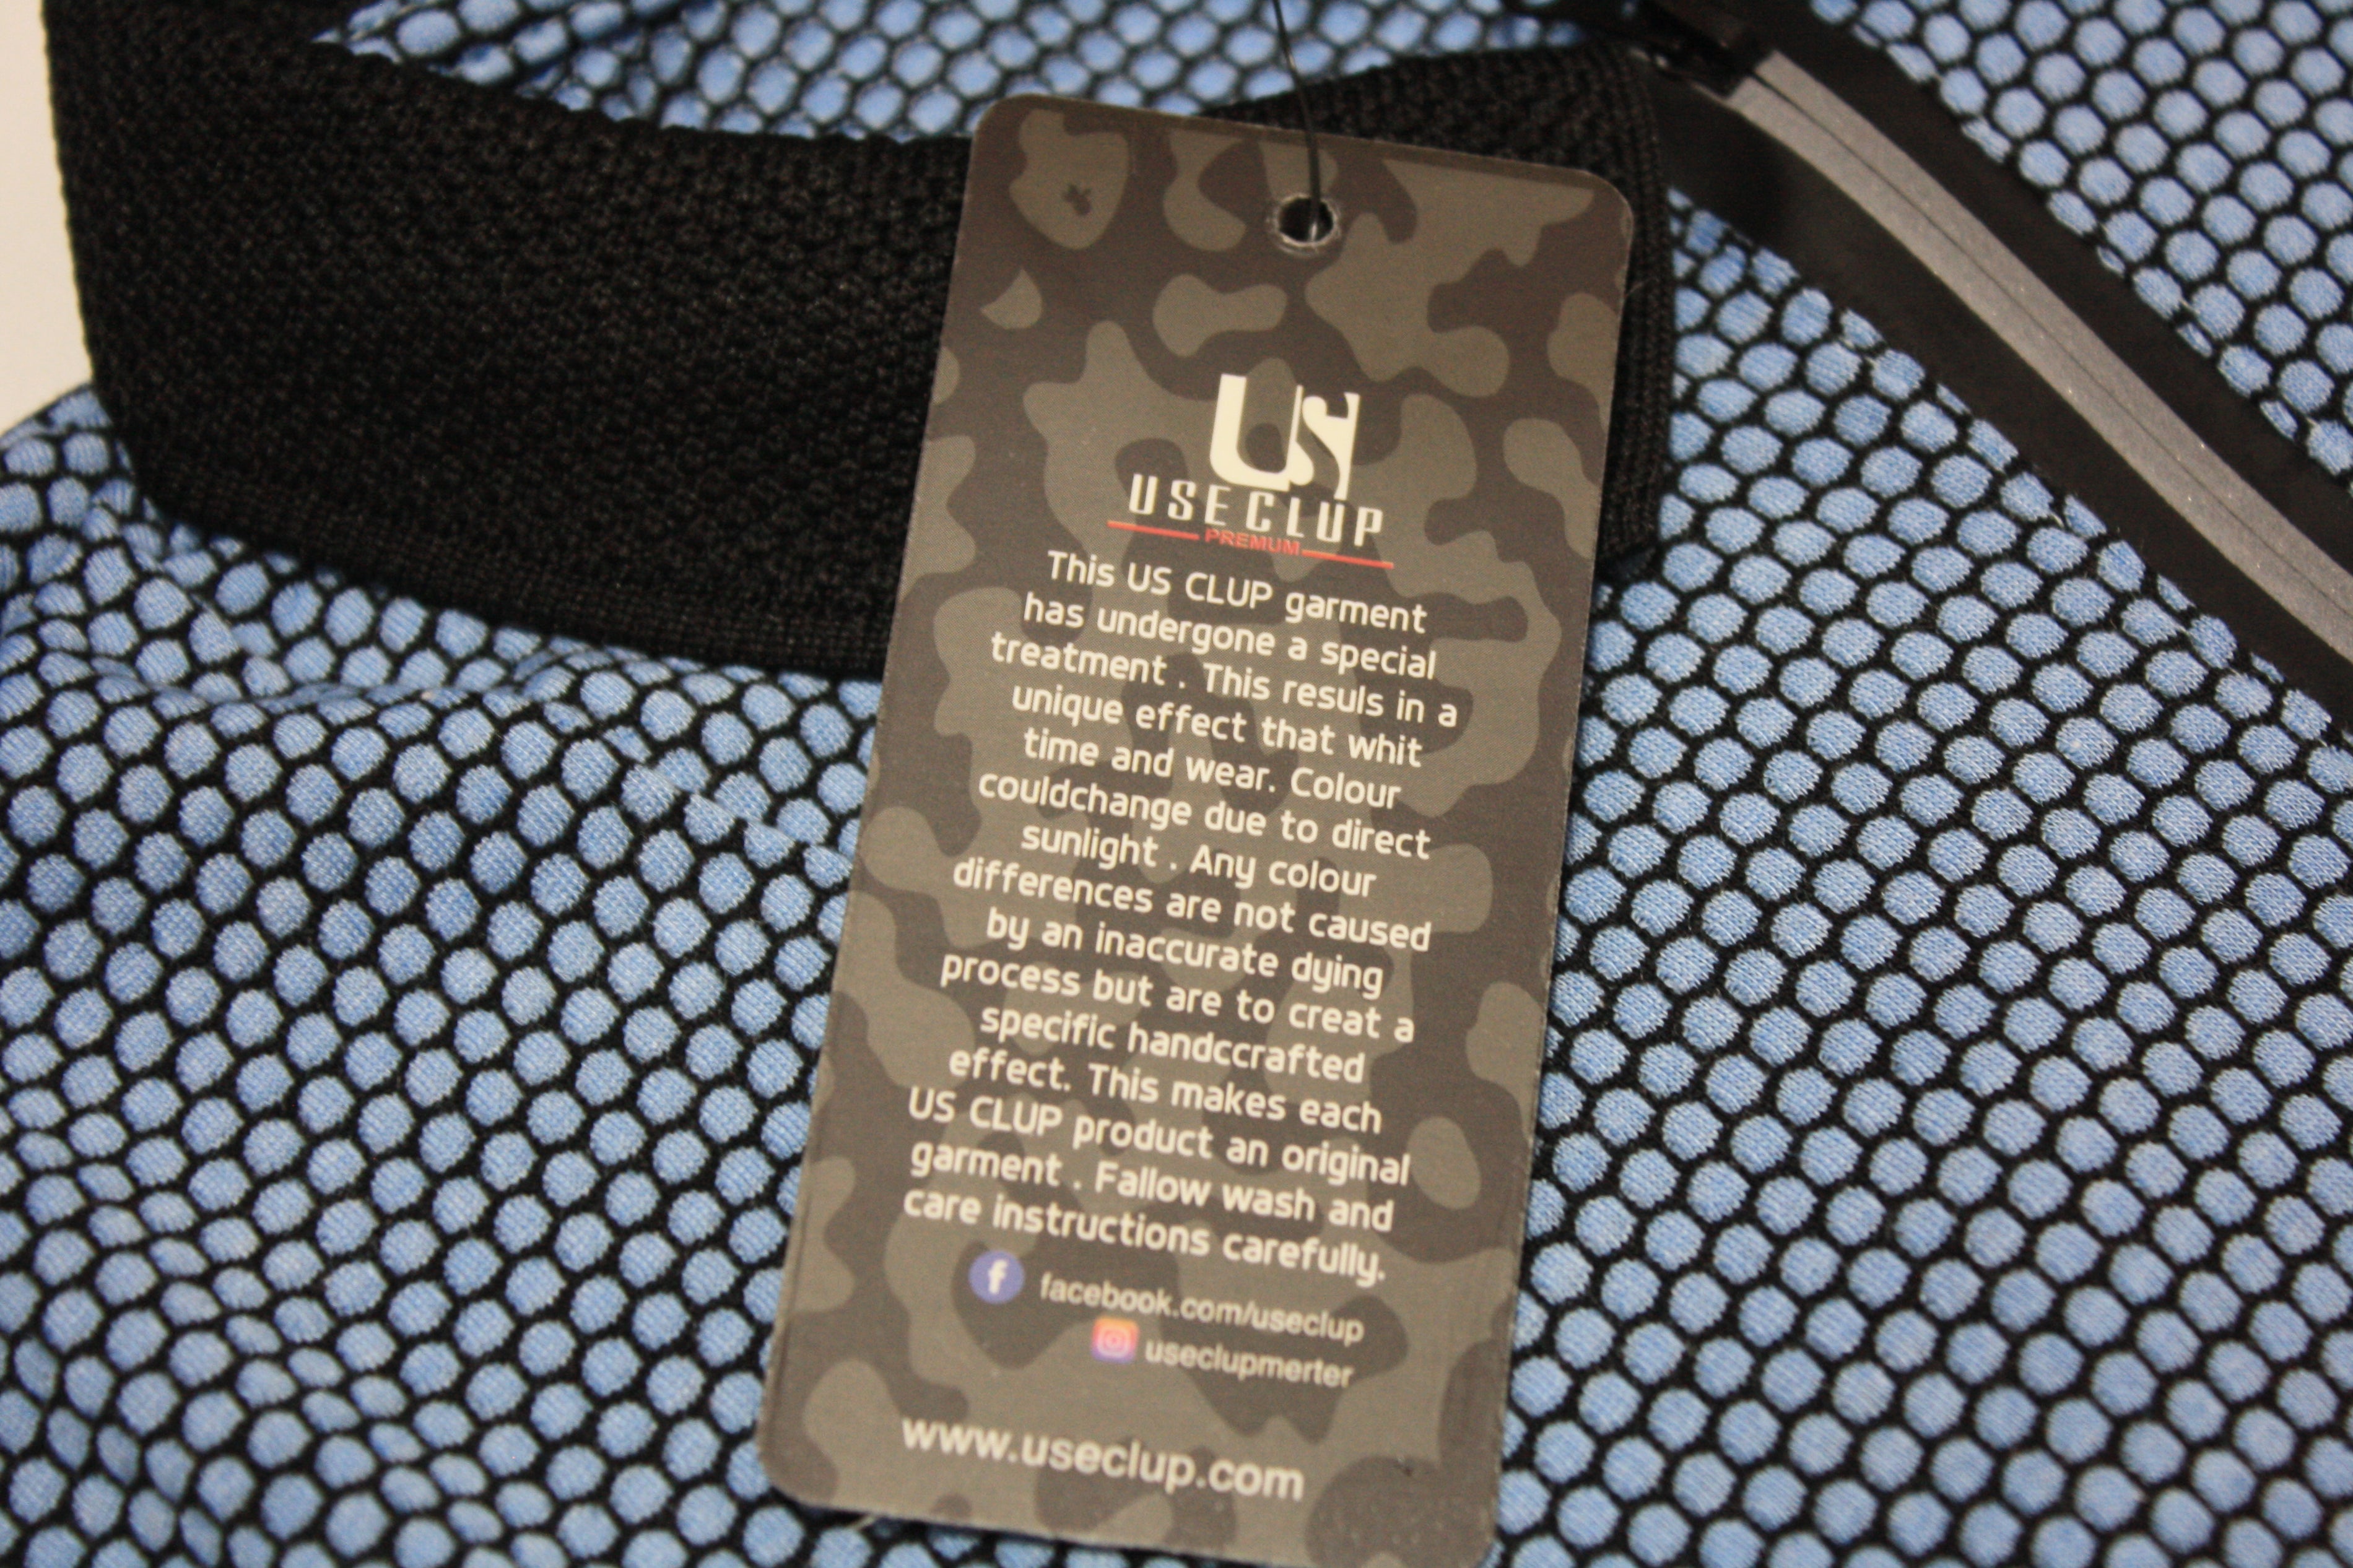 US
USE CLUP
PREMUM
This US CLUP garment
has undergone a special
treatment . This resuls in a
unique effect that whit
time and wear. Colour
couldchange due to direct
sunlight . Any colour
differences are not caused
by an inaccurate dying
process but are to creat a
specific handccrafted
effect. This makes each
US CLUP product an original
garment . Fallow wash and
care instructions carefully.
facebook.com/useclup
useclupmerter
www.useclup.com